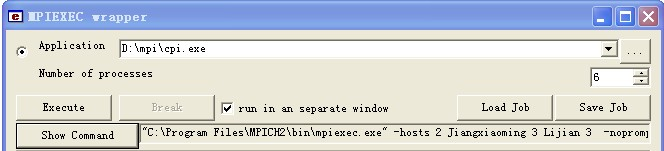 MPIEXEC wrapper
Application D:\mpi\cpi.exe ...
Number of processes 6
Execute Break run in an separate window Load Job Save Job
Show Command "C:\Program Files\MPICH2\bin\mpiexec.exe" -hosts 2 Jiangxiaoming 3 Lijian 3 -noprom